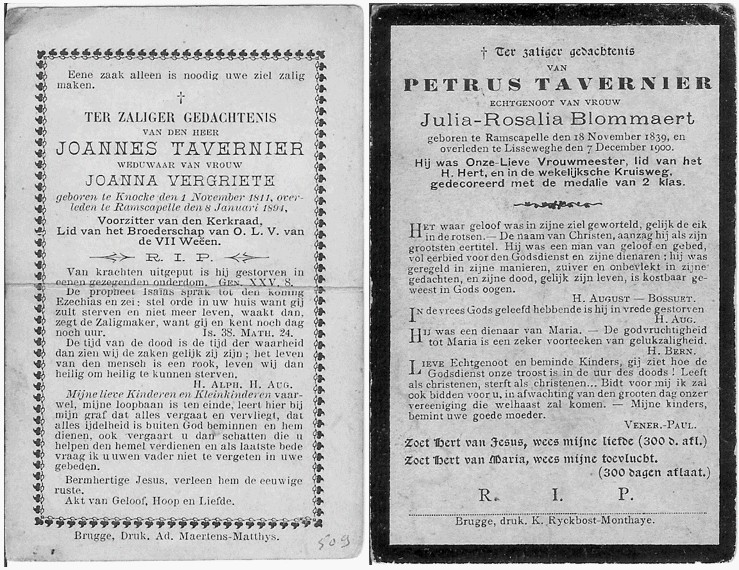 Eene zaak alleen is noodig uwe ziel zalig
maken.
†
TER ZALIGER GEDACHTENIS
VAN DEN HEER
JOANNES TAVERNIER
WEDUWAAR VAN VROUW
JOANNA VERGRIETE
geboren te Knocke den 1 November 1811, over-
leden te Ramscapelle den 8 Januari 1894,
Voorzitter van den Kerkraad,
Lid van het Broederschap van O. L. V. van
de VII Weëen.
R. I. P.
Van krachten uitgeput is hij gestorven in
eenen gezegenden onderdom. GEN. XXV. 8.
De propheet Isaïas sprak tot den koning
Ezechias en zei: stel orde in uw huis want gij
zult sterven en niet meer leven, waakt dan,
zegt de Zaligmaker, want gij en kent noch dag
noch uur. Is. 38. MATH. 24.
De tijd van de dood is de tijd der waarheid
dan zien wij de zaken gelijk zij zijn; het leven
van den mensch is een rook, leven wij dan
heilig om heilig te kunnen sterven.
H. ALPH. H. AUG.
Mijne lieve Kinderen en Kleinkinderen vaar-
wel, mijne loopbaan is ten einde, leert hier bij
mijn graf dat alles vergaat en vervliegt, dat
alles ijdelheid is buiten God beminnen en hem
dienen, ook vergaart u dan schatten die u
helpen den hemel verdienen en als laatste bede
vraag ik u uwen vader niet te vergeten in uwe
gebeden.
Bermhertige Jesus, verleen hem de eeuwige
ruste.
Akt van Geloof, Hoop en Liefde.
Brugge, Druk. Ad. Maertens-Matthys.
509
† Ter zaliger gedachtenis
VAN
PETRUS TAVERNIER
ECHTGENOOT VAN VROUW
Julia-Rosalia Blommaert
geboren te Ramscapelle den 18 November 1839, en
overleden te Lisseweghe den 7 December 1900.
Hij was Onze-Lieve Vrouwmeester, lid van het
H. Hert, en in de wekelijksche Kruisweg,
gedecoreerd met de medalie van 2 klas.
HET waar geloof was in zijne ziel geworteld, gelijk de eik
in de rotsen. — De naam van Christen, aanzag hij als zijn
grootsten eertitel. Hij was een man van geloof en gebed,
vol eerbied voor den Godsdienst en zijne dienaren; hij was
geregeld in zijne manieren, zuiver en onbevlekt in zijne
gedachten, en zijne dood, gelijk zijn leven, is kostbaar ge-
weest in Gods oogen.
H. AUGUST — BOSSUET.
In de vrees Gods geleefd hebbende is hij in vrede gestorven
H. AUG.
HIJ was een dienaar van Maria. — De godvruchtigheid
tot Maria is een zeker voorteeken van gelukzaligheid.
H. BERN.
LIEVE Echtgenoot en beminde Kinders, gij ziet hoe de
Godsdienst onze troost is in de uur des doods! Leeft
als christenen, sterft als christenen... Bidt voor mij ik zal
ook bidden voor u, in afwachting van den grooten dag onzer
vereeniging die welhaast zal komen. — Mijne kinders,
bemint uwe goede moeder.
VENER-PAUL.
Zoet Hert van Jesus, wees mijne liefde (300 d. afl.)
Zoet Hert van Maria, wees mijne toevlucht.
(300 dagen aflaat.)
R. I. P.
Brugge, druk. K. Ryckbost-Monthaye.